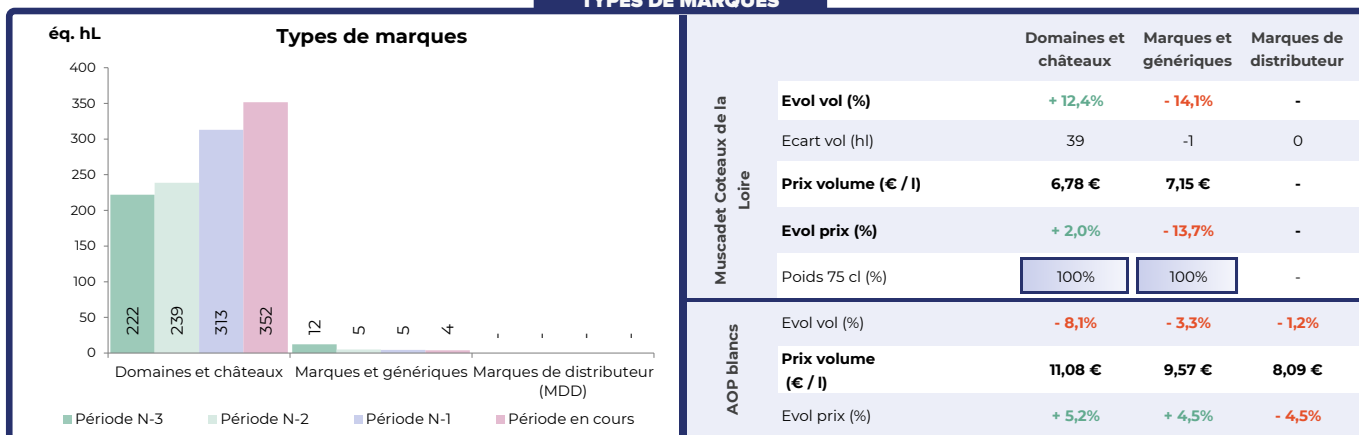 TYPES DE MARQUES
éq. hL
Types de marques
400
350
300
250
200
150
100
50
0
222
239
313
352
12
5
5
4
-
-
-
-
Domaines et châteaux
Marques et génériques
Marques de distributeur
(MDD)
Période N-3
Période N-2
Période N-1
Période en cours
Domaines et
châteaux
Marques et
génériques
Marques de
distributeur
Muscadet Coteaux de la
Loire
Evol vol (%) + 12,4% - 14,1% -
Ecart vol (hl) 39 -1 0
Prix volume (€ / l) 6,78 € 7,15 € -
Evol prix (%) + 2,0% - 13,7% -
Poids 75 cl (%) 100% 100% -
AOP blancs
Evol vol (%) - 8,1% - 3,3% - 1,2%
Prix volume
(€ / l) 11,08 € 9,57 € 8,09 €
Evol prix (%) + 5,2% + 4,5% - 4,5%